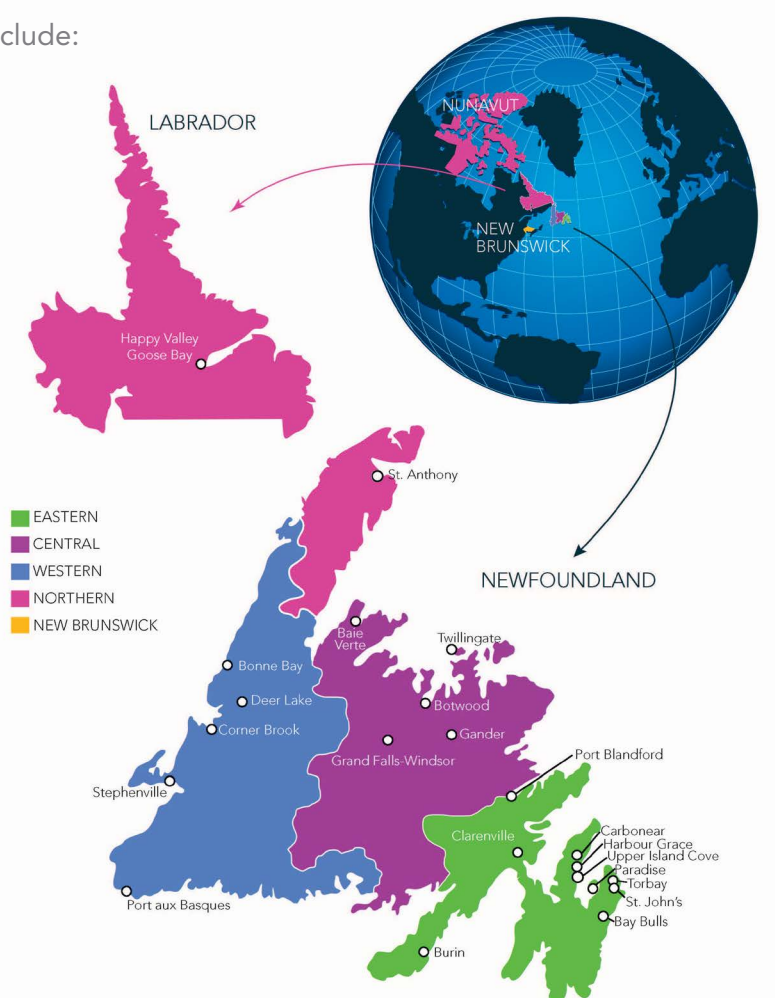 clude:
LABRADOR
NUNAVUT
NEW
BRUNSWICK
Happy Valley
Goose Bay
St. Anthony
EASTERN
CENTRAL
WESTERN
NORTHERN
NEW BRUNSWICK
NEWFOUNDLAND
Baie
Verte
Twillingate
Bonne Bay
Deer Lake
Botwood
Corner Brook
Gander
Grand Falls-Windsor
Port Blandford
Stephenville
Clarenville
Carbonear
Harbour Grace
Upper Island Cove
Paradise
Torbay
St. John's
Port aux Basques
Bay Bulls
Burin